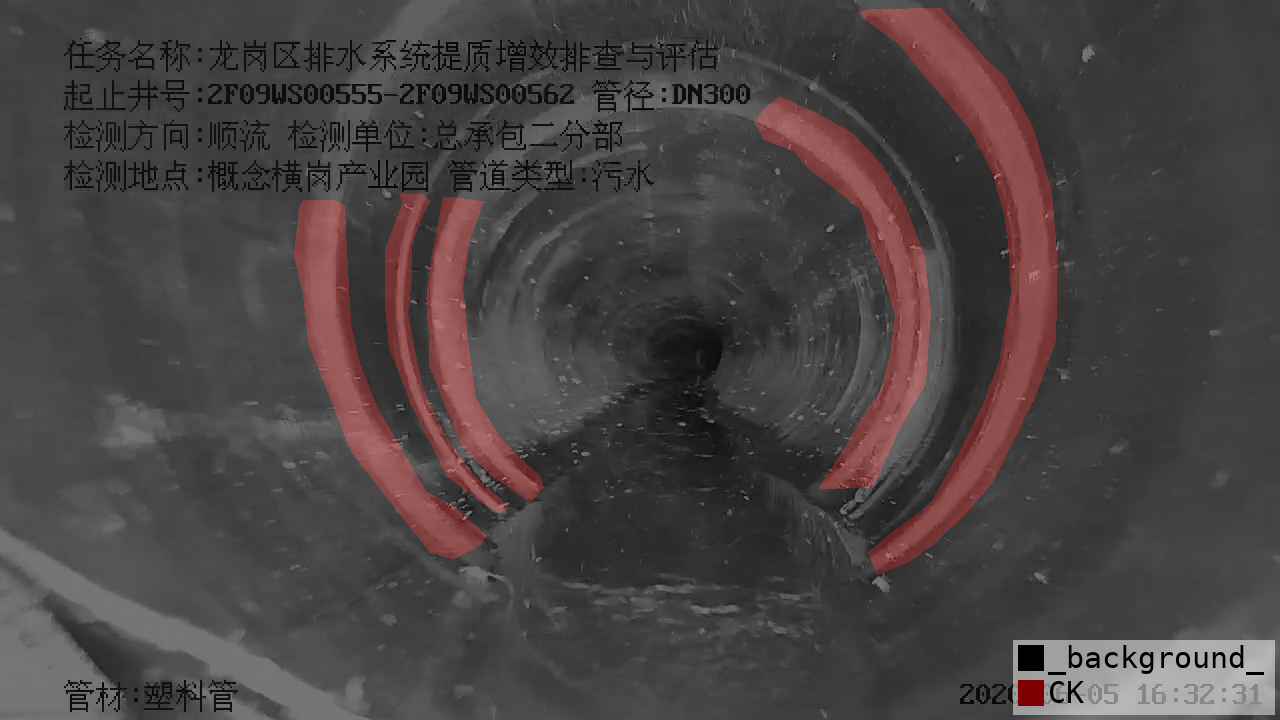 任务名称:龙岗区排水系统提质增效排查与评估
起止井号:2F09WS00555-2F09WS00562 管径:DN300
检测方向:顺流 检测单位:总承包二分部
检测地点:概念横岗产业园 管道类型:污水
_background_
CK
管材:塑料管
16:32:31